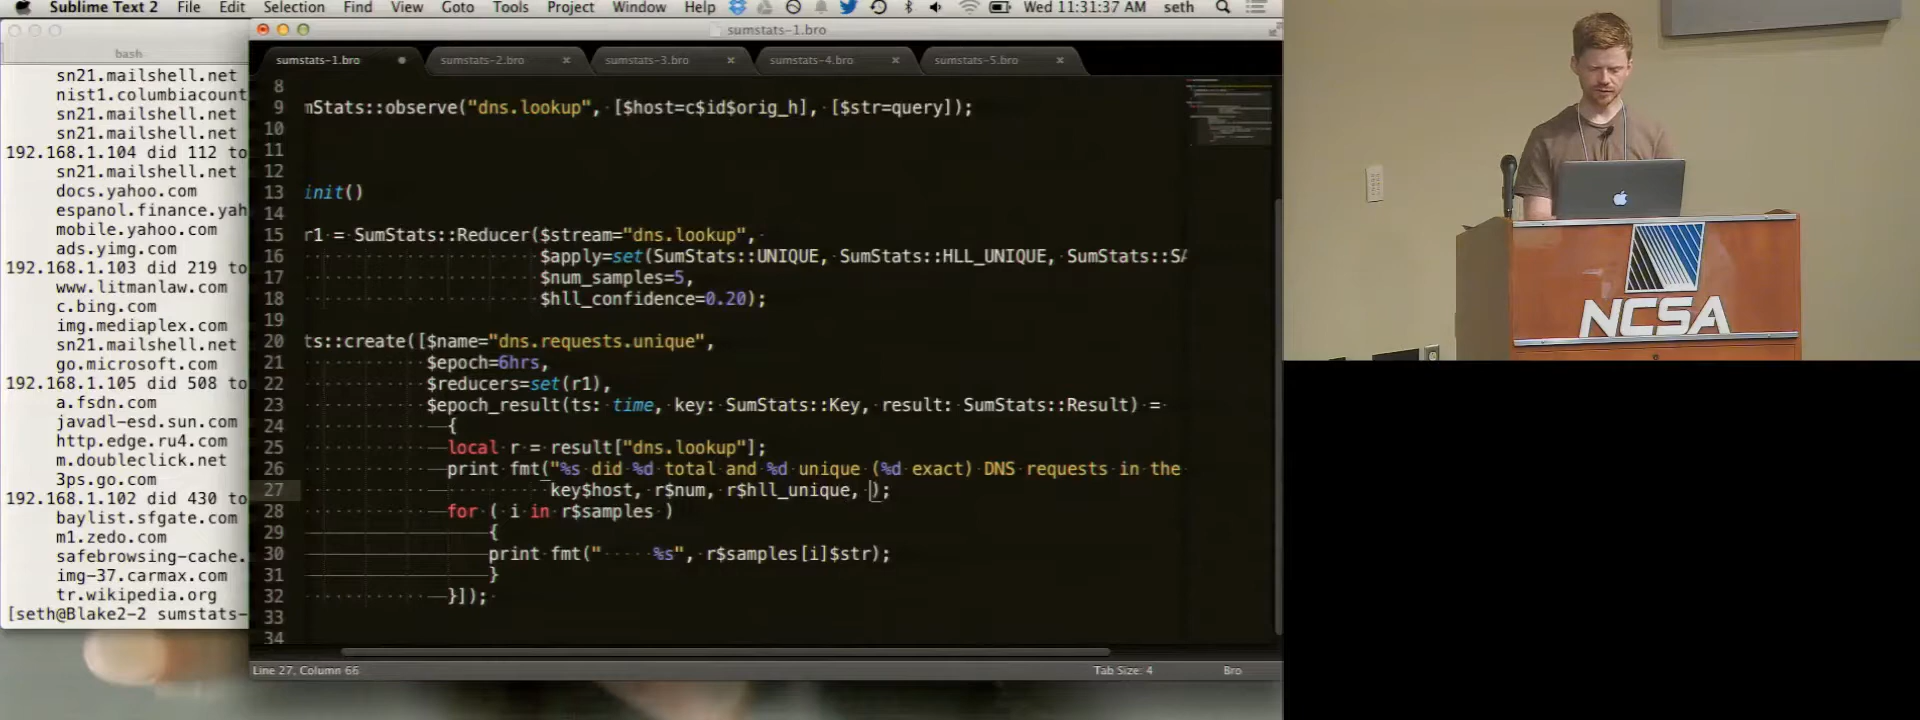 Sublime Text 2 File Edit Selection Find View Goto Tools Project Window Help Wed 11:31:37 AM seth
bash
sn21.mailshell.net
nist1.columbiacount
sn21.mailshell.net
sn21.mailshell.net
192.168.1.104 did 112 to
sn21.mailshell.net
docs.yahoo.com
espanol.finance.yah
mobile.yahoo.com
ads.yimg.com
192.168.1.103 did 219 to
www.litmanlaw.com
c.bing.com
img.mediaplex.com
sn21.mailshell.net
go.microsoft.com
192.168.1.105 did 508 to
a.fsdn.com
javadl-esd.sun.com
http.edge.ru4.com
m.doubleclick.net
3ps.go.com
192.168.1.102 did 430 to
baylist.sfgate.com
m1.zedo.com
safebrowsing-cache.
img-37.carmax.com
tr.wikipedia.org
[seth@Blake2-2 sumstats-
sumstats-1.bro
sumstats-1.bro sumstats-2.bro sumstats-3.bro sumstats-4.bro sumstats-5.bro
8
9 mStats::observe("dns.lookup", [$host=c$id$orig_h], [$str=query]);
10
11
12
13 init()
14
15 r1 = SumStats::Reducer($stream="dns.lookup",
16 $apply=set(SumStats::UNIQUE, SumStats::HLL_UNIQUE, SumStats::SA
17 $num_samples=5,
18 $hll_confidence=0.20);
19
20 ts::create([$name="dns.requests.unique",
21 $epoch=6hrs,
22 $reducers=set(r1),
23 $epoch_result(ts: time, key: SumStats::Key, result: SumStats::Result) =
24 {
25 local r = result["dns.lookup"];
26 print fmt("%s did %d total and %d unique (%d exact) DNS requests in the
27 key$host, r$num, r$hll_unique, );
28 for ( i in r$samples )
29 {
30 print fmt("     %s", r$samples[i]$str);
31 }
32 }]);
33
34
Line 27, Column 66 Tab Size: 4 Bro
NCSA